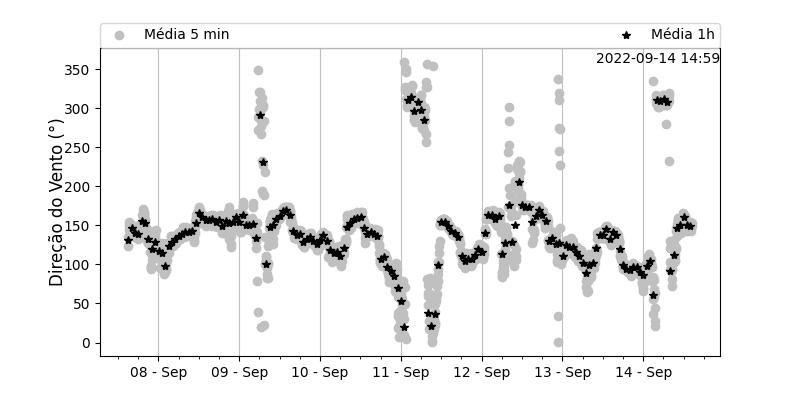 Média 5 min
Média 1h
2022-09-14 14:59
Direção do Vento (°)
350
300
250
200
150
100
50
0
08 - Sep
09 - Sep
10 - Sep
11 - Sep
12 - Sep
13 - Sep
14 - Sep